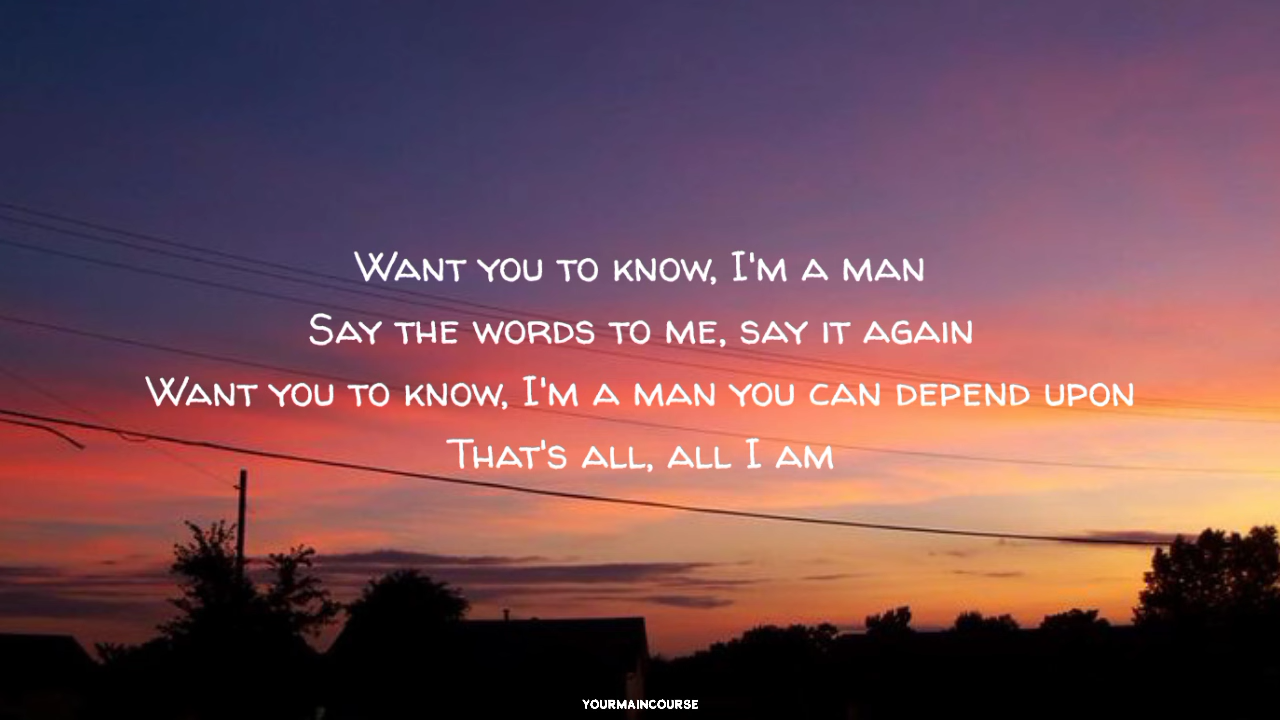 Want you to know, I'm a man
Say the words to me, say it again
Want you to know, I'm a man you can depend upon
That's all, all I am
YOURMAINCOURSE